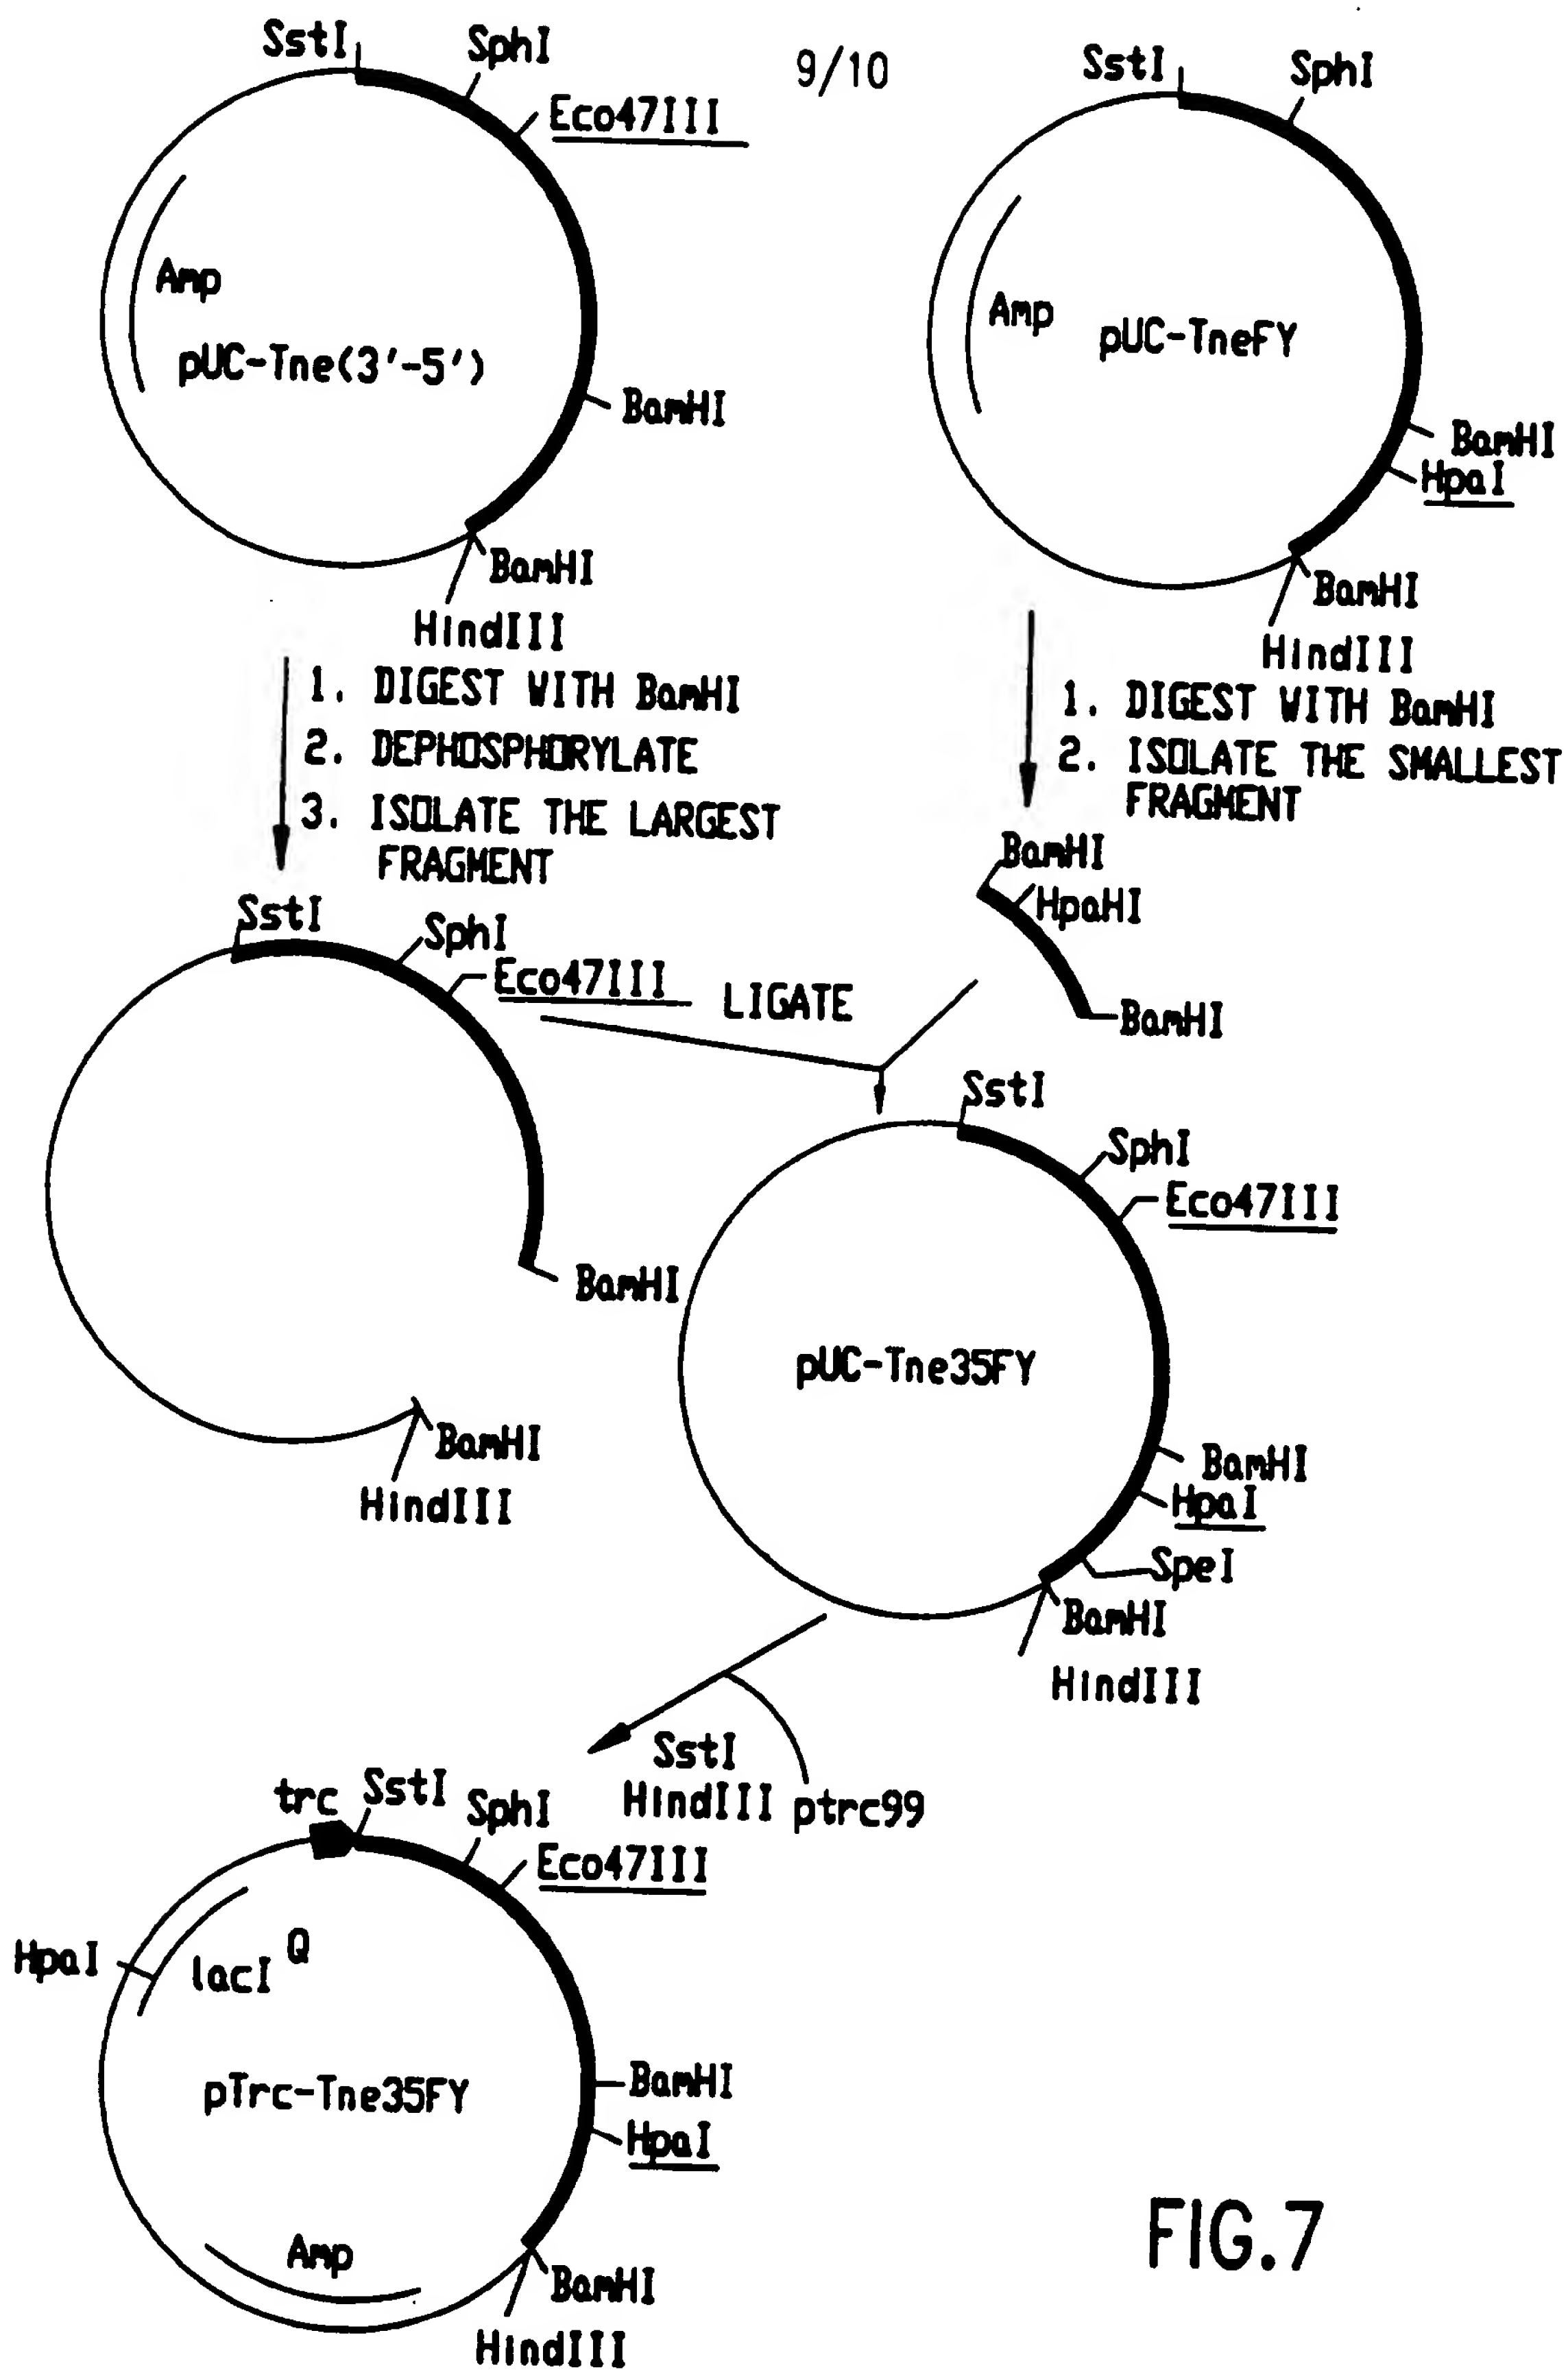 9/10
SstI
SphI
Eco47III
Amp
pUC-Tne(3'-5')
BamHI
BamHI
HindIII
SstI
SphI
Amp
pUC-TneFY
BamHI
HpaI
BamHI
HindIII
1. DIGEST WITH BamHI
2. DEPHOSPHORYLATE
3. ISOLATE THE LARGEST
FRAGMENT
1. DIGEST WITH BamHI
2. ISOLATE THE SMALLEST
FRAGMENT
BamHI
HpaHI
BamHI
SstI
SphI
Eco47III
LIGATE
BamHI
BamHI
HindIII
SstI
SphI
Eco47III
pUC-Tne35FY
BamHI
HpaI
SpeI
BamHI
HindIII
SstI
HindIII
ptrc99
trc
SstI
SphI
Eco47III
HpaI
lacI Q
pTrc-Tne35FY
BamHI
HpaI
Amp
BamHI
HindIII
FIG.7